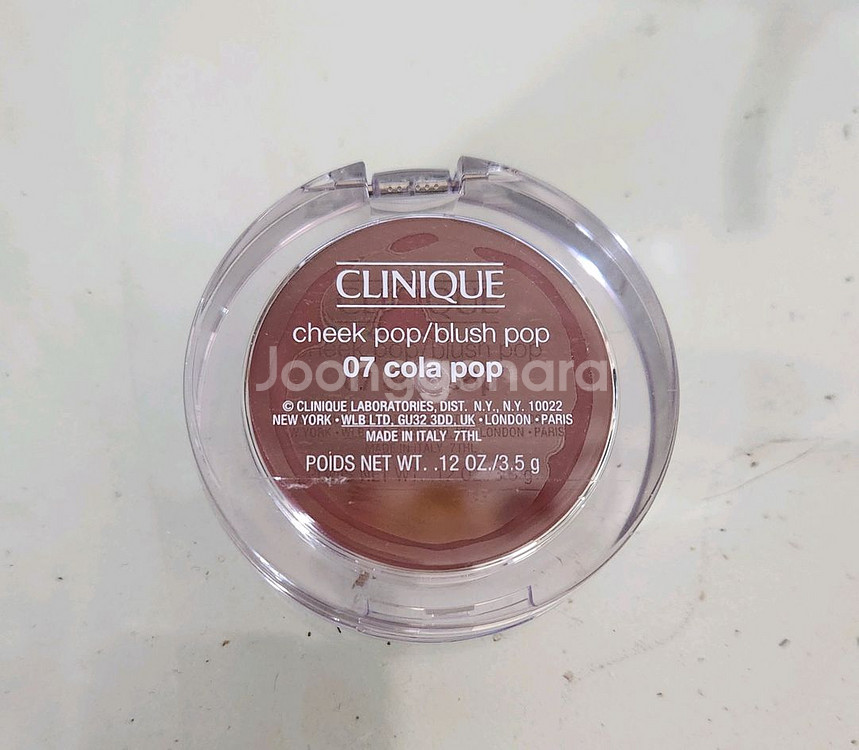 CLINIQUE
cheek pop/blush pop
07 cola pop
Joonggonara
© CLINIQUE LABORATORIES, DIST. N.Y., N.Y. 10022
NEW YORK • WLB LTD. GU32 3DD, UK • LONDON • PARIS
MADE IN ITALY 7THL
POIDS NET WT. .12 OZ./3.5 g